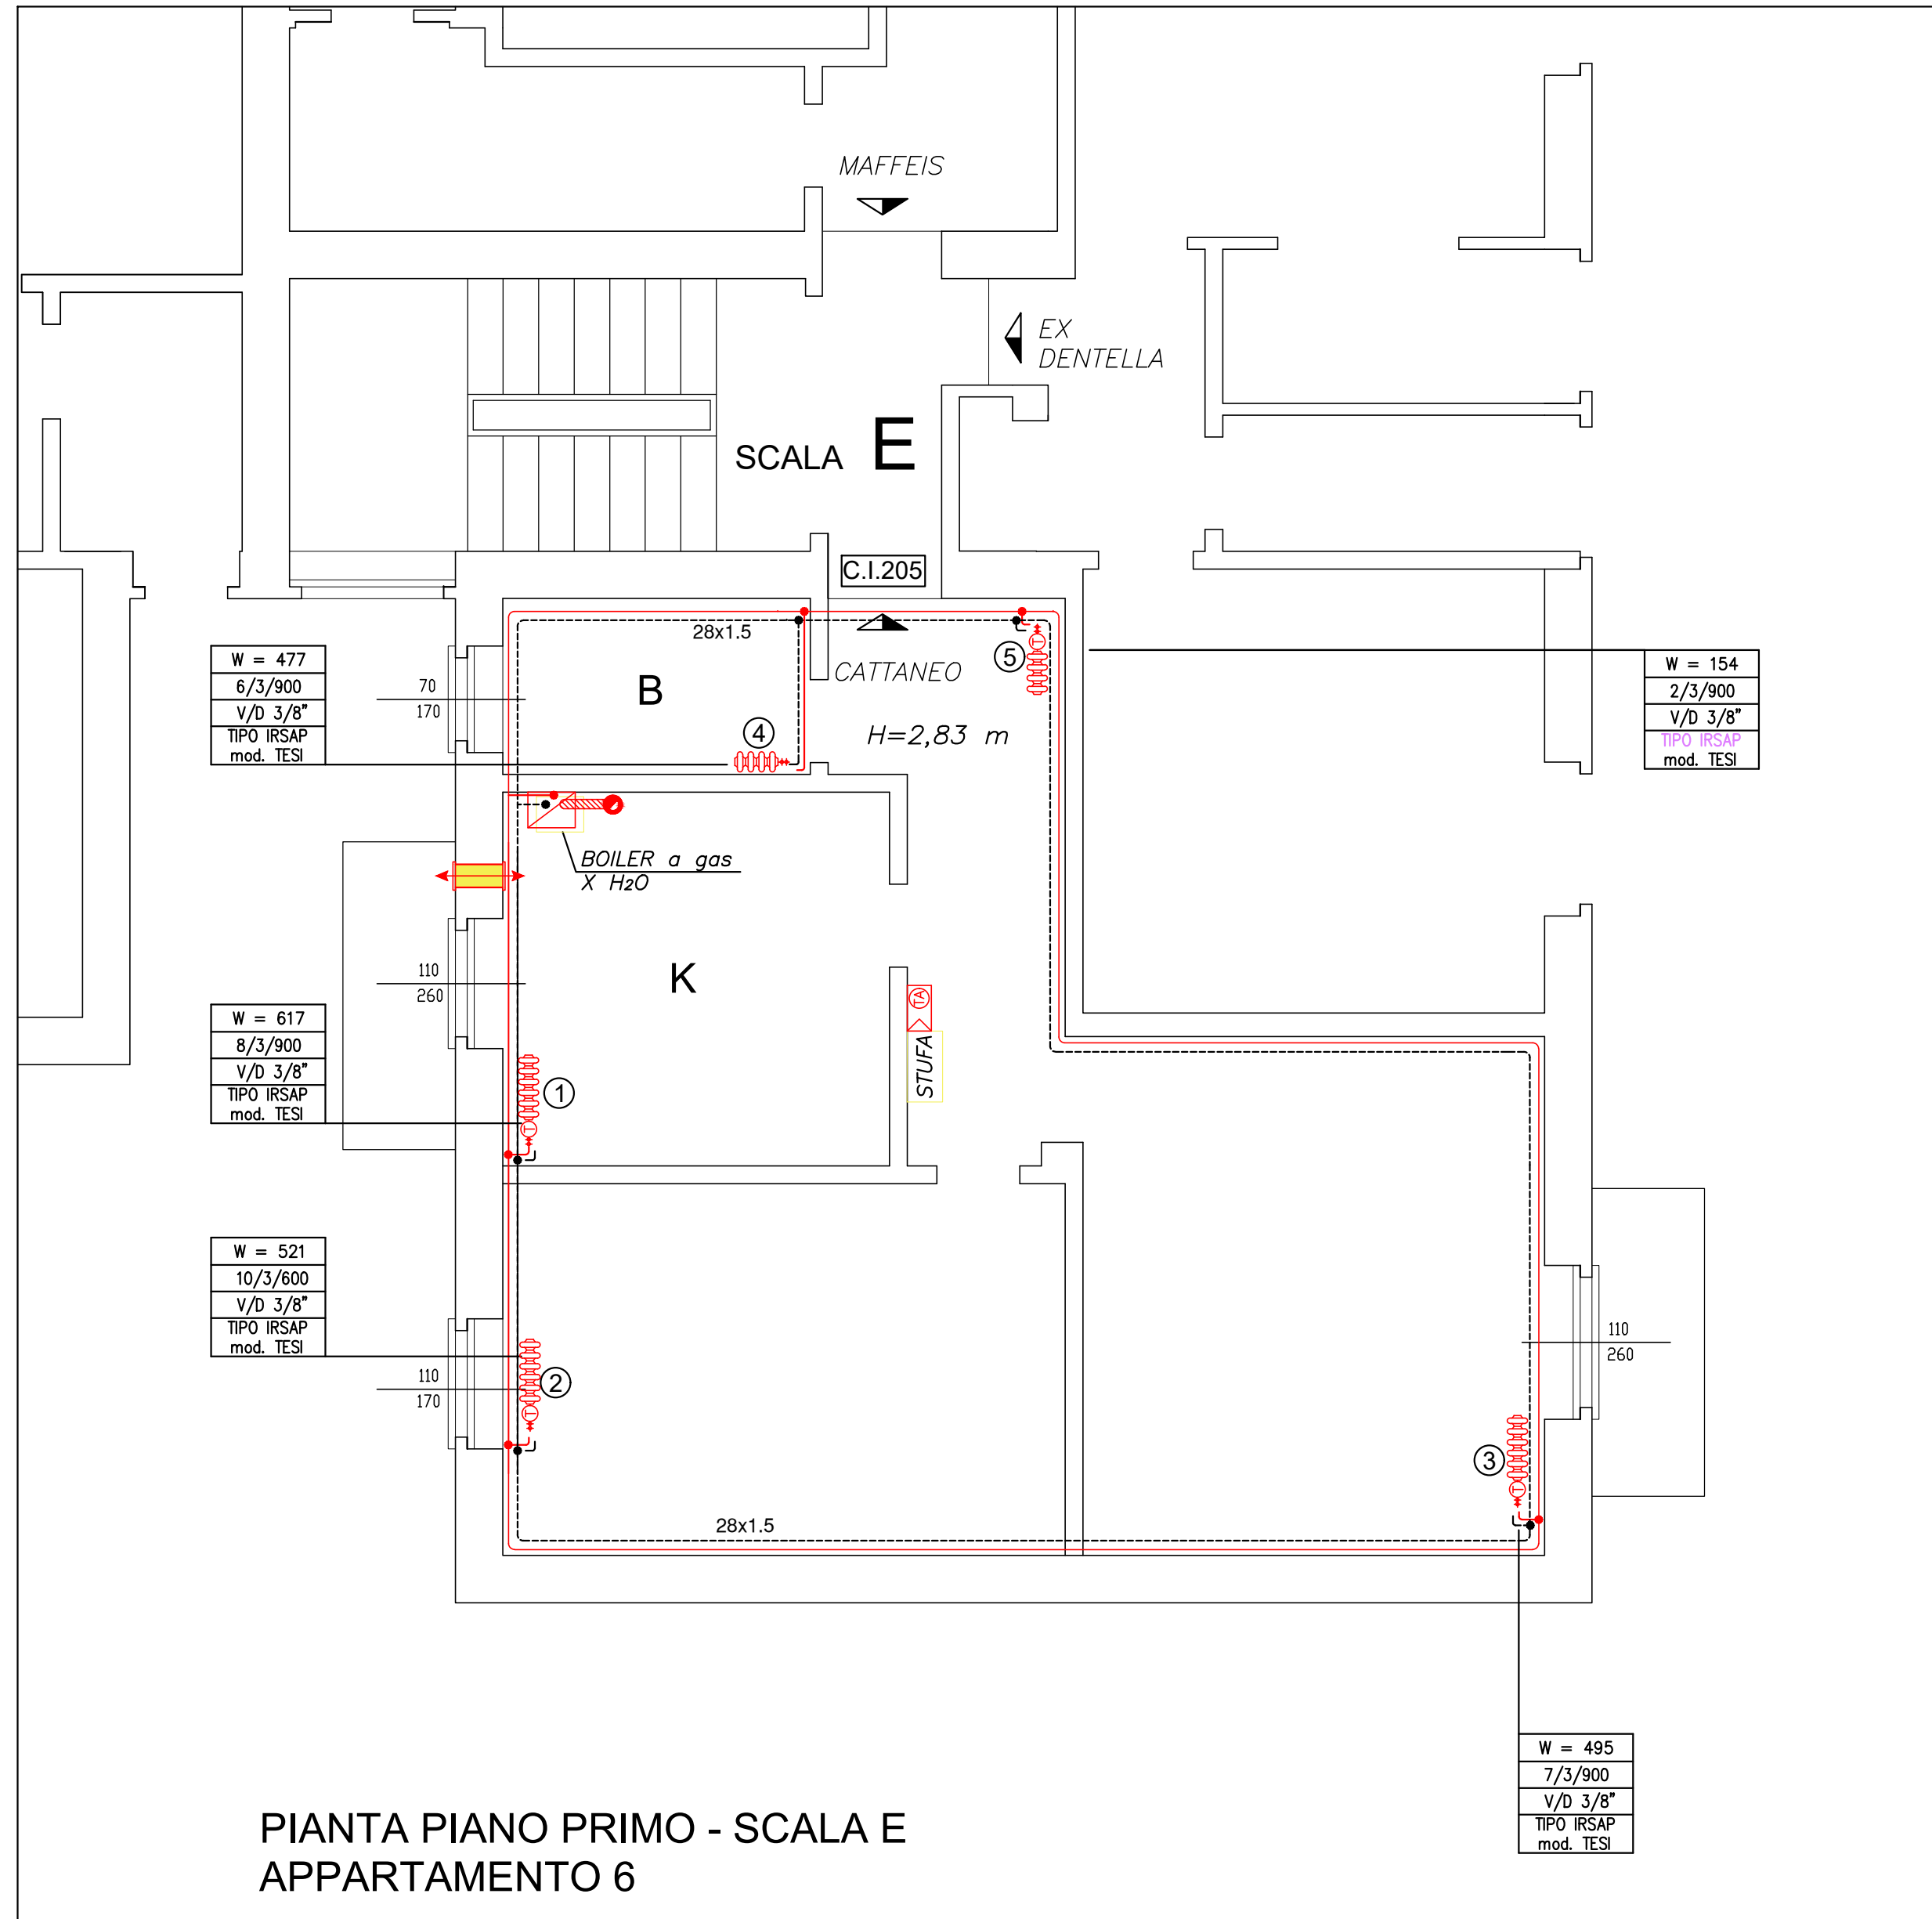 MAFFEIS
EX
DENTELLA
SCALA E
C.I.205
28x1.5
CATTANEO
H=2,83 m
B
5
4
W = 477
6/3/900
V/D 3/8"
TIPO IRSAP
mod. TESI
70
170
W = 154
2/3/900
V/D 3/8"
TIPO IRSAP
mod. TESI
BOILER a gas
X H2O
K
110
260
TA
STUFA
W = 617
8/3/900
V/D 3/8"
TIPO IRSAP
mod. TESI
1
T
W = 521
10/3/600
V/D 3/8"
TIPO IRSAP
mod. TESI
110
170
2
T
110
260
3
T
T
28x1.5
W = 495
7/3/900
V/D 3/8"
TIPO IRSAP
mod. TESI
PIANTA PIANO PRIMO - SCALA E
APPARTAMENTO 6